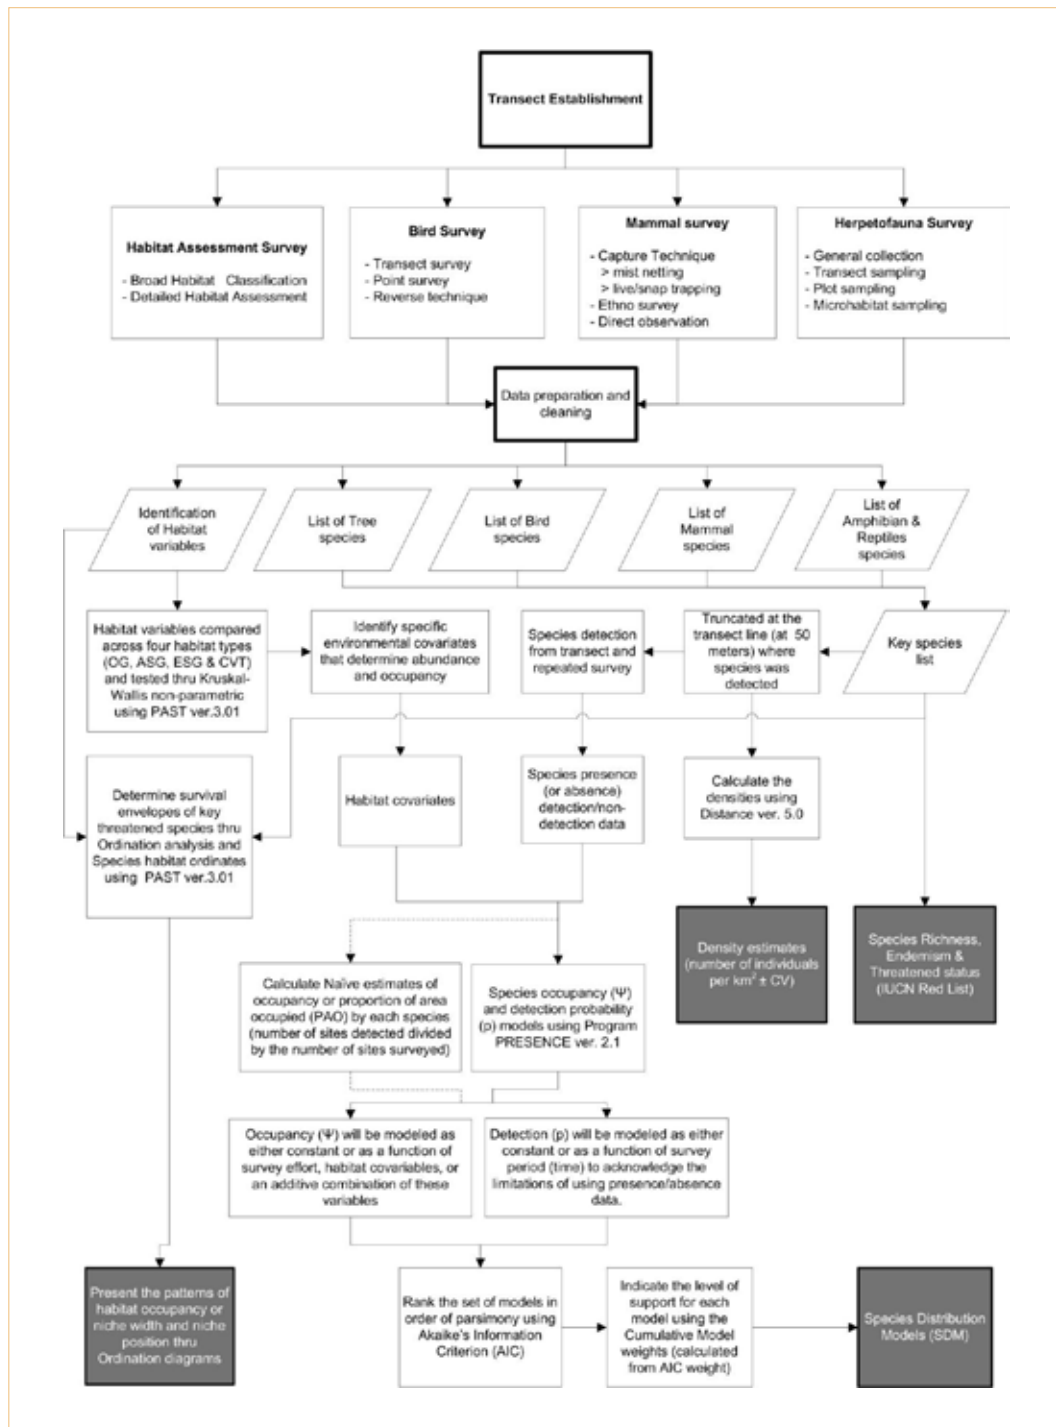 Transect Establishment
Habitat Assessment Survey
- Broad Habitat Classification
- Detailed Habitat Assessment
Bird Survey
- Transect survey
- Point survey
- Reverse technique
Mammal survey
- Capture Technique
> mist netting
> live/snap trapping
- Ethno survey
- Direct observation
Herpetofauna Survey
- General collection
- Transect sampling
- Plot sampling
- Microhabitat sampling
Data preparation and
cleaning
Identification
of Habitat
variables
List of Tree
species
List of Bird
species
List of
Mammal
species
List of
Amphibian &
Reptiles
species
Habitat variables compared
across four habitat types
(OG, ASG, ESG & CVT)
and tested thru Kruskal-
Wallis non-parametric
using PAST ver.3.01
Identify specific
environmental covariates
that determine abundance
and occupancy
Species detection
from transect and
repeated survey
Truncated at the
transect line (at 50
meters) where
species was
detected
Key species
list
Determine survival
envelopes of key
threatened species thru
Ordination analysis and
Species habitat ordinates
using PAST ver.3.01
Habitat covariates
Species presence
(or absence)
detection/non-
detection data
Calculate the
densities using
Distance ver. 5.0
Density estimates
(number of individuals
per km² ± CV)
Species Richness,
Endemism &
Threatened status
(IUCN Red List)
Calculate Naïve estimates of
occupancy or proportion of area
occupied (PAO) by each species
(number of sites detected divided
by the number of sites surveyed)
Species occupancy (Ψ)
and detection probability
(p) models using Program
PRESENCE ver. 2.1
Occupancy (Ψ) will be modeled as
either constant or as a function of
survey effort, habitat covariables, or
an additive combination of these
variables
Detection (p) will be modeled as either
constant or as a function of survey
period (time) to acknowledge the
limitations of using presence/absence
data.
Present the patterns of
habitat occupancy or
niche width and niche
position thru
Ordination diagrams
Rank the set of models in
order of parsimony using
Akaike's Information
Criterion (AIC)
Indicate the level of
support for each
model using the
Cumulative Model
weights (calculated
from AIC weight)
Species Distribution
Models (SDM)